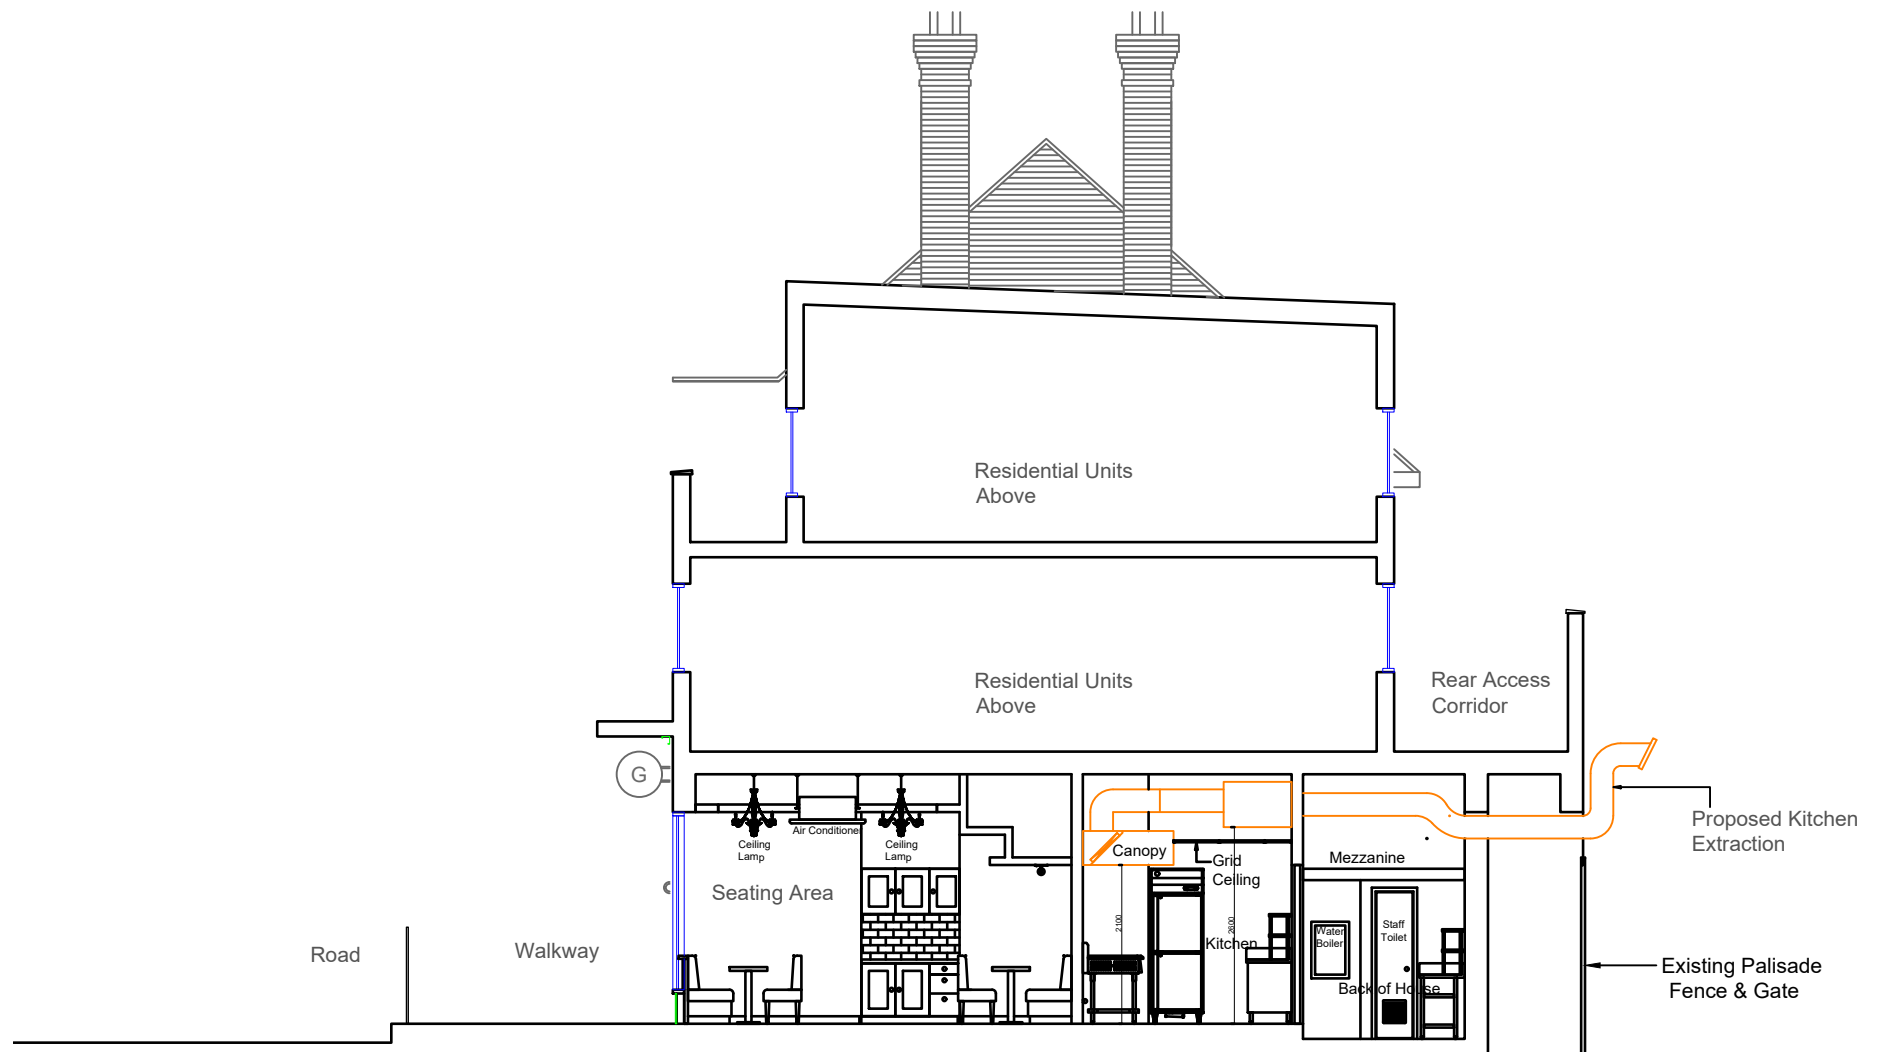 Residential Units
Above
Residential Units
Above
Rear Access
Corridor
G
Proposed Kitchen
Extraction
Air Conditioner
Ceiling
Lamp
Ceiling
Lamp
Canopy
Grid
Ceiling
Mezzanine
Seating Area
2100
2600
Kitchen
Water
Boiler
Staff
Toilet
Back of House
Road
Walkway
Existing Palisade
Fence & Gate